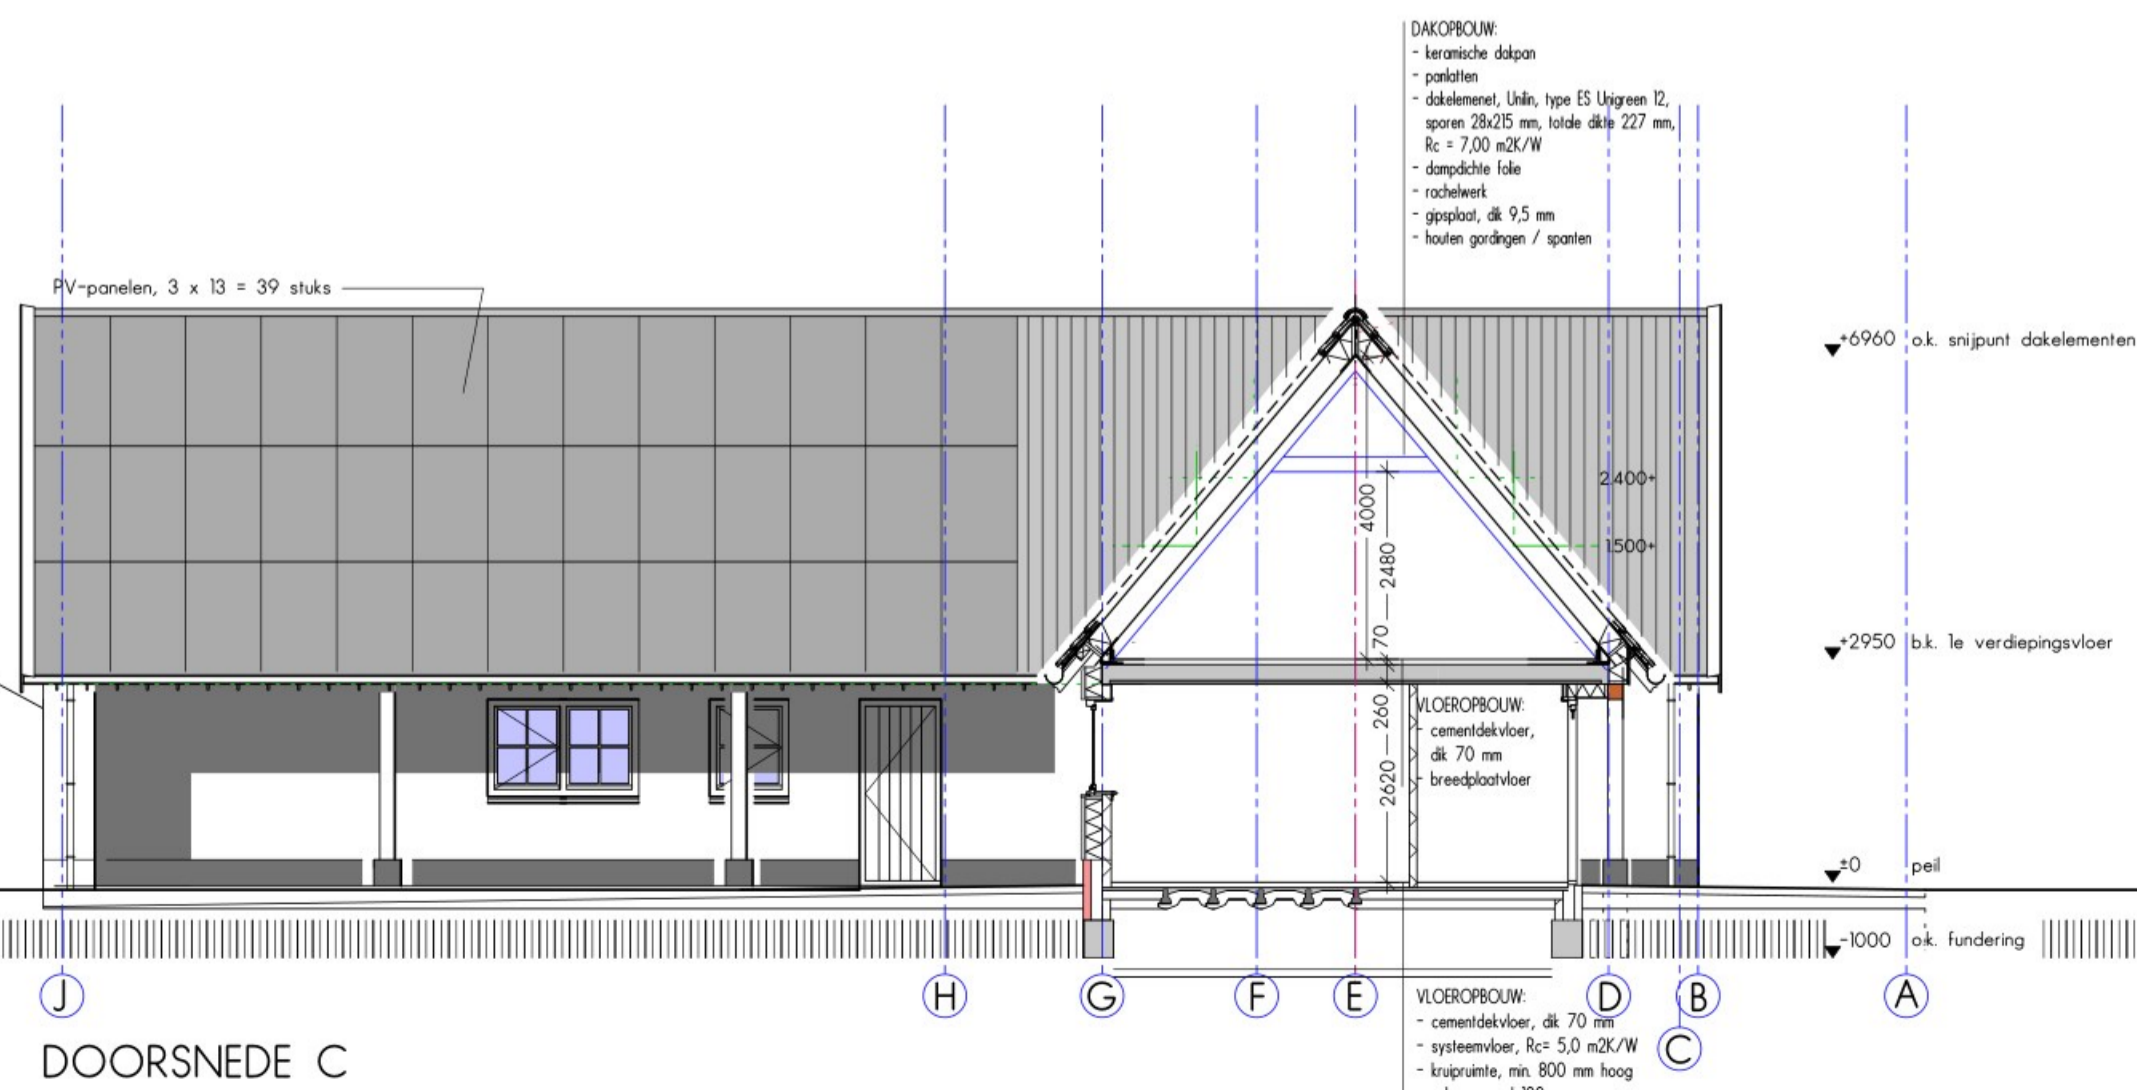 DAKOPBOUW:
- keramische dakpan
- panlatten
- dakelemenet, Unilin, type ES Unigreen 12,
sporen 28x215 mm, totale dikte 227 mm,
Rc = 7,00 m2K/W
- dampdichte folie
- rachelwerk
- gipsplaat, dik 9,5 mm
- houten gordingen / spanten
PV-panelen, 3 x 13 = 39 stuks
+6960 o.k. snijpunt dakelementen
2.400+
4000
1.500+
2480
70
+2950 b.k. 1e verdiepingsvloer
260
VLOEROPBOUW:
- cementdekvloer,
dik 70 mm
- breedplaatvloer
2620
±0 peil
-1000 o.k. fundering
J
H
G
F
E
D
B
A
C
VLOEROPBOUW:
- cementdekvloer, dik 70 mm
- systeemvloer, Rc= 5,0 m2K/W
- kruipruimte, min. 800 mm hoog
DOORSNEDE C